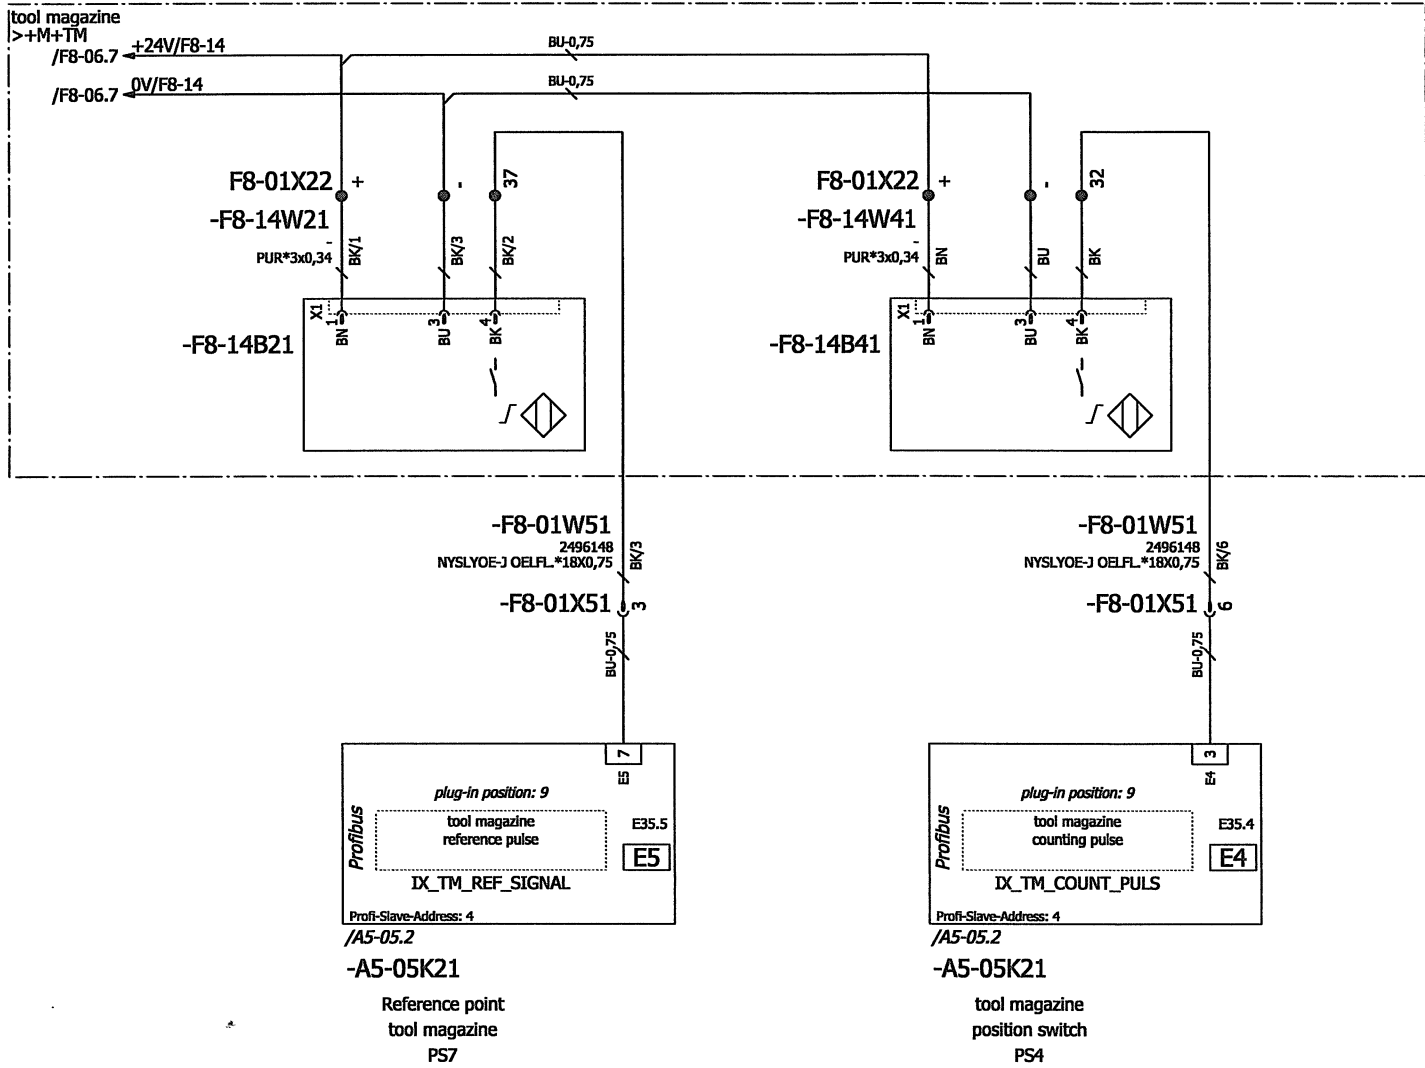 tool magazine
>+M+TM
/F8-06.7 +24V/F8-14
BU-0,75
/F8-06.7 0V/F8-14
BU-0,75
F8-01X22 + - 37
-F8-14W21
PUR*3x0,34
BK/1 BK/3 BK/2
X1 1 3 4
BN BU BK
-F8-14B21
F8-01X22 + - 32
-F8-14W41
PUR*3x0,34
BN BU BK
X1 1 3 4
BN BU BK
-F8-14B41
-F8-01W51
2496148
NYSLYOE-J OELFL.*18X0,75
BK/3
-F8-01X51 3
BU-0,75
-F8-01W51
2496148
NYSLYOE-J OELFL.*18X0,75
BK/6
-F8-01X51 6
BU-0,75
7
E5
plug-in position: 9
Profibus
tool magazine
reference pulse
E35.5
E5
IX_TM_REF_SIGNAL
Profi-Slave-Address: 4
/A5-05.2
-A5-05K21
Reference point
tool magazine
PS7
3
E4
plug-in position: 9
Profibus
tool magazine
counting pulse
E35.4
E4
IX_TM_COUNT_PULS
Profi-Slave-Address: 4
/A5-05.2
-A5-05K21
tool magazine
position switch
PS4